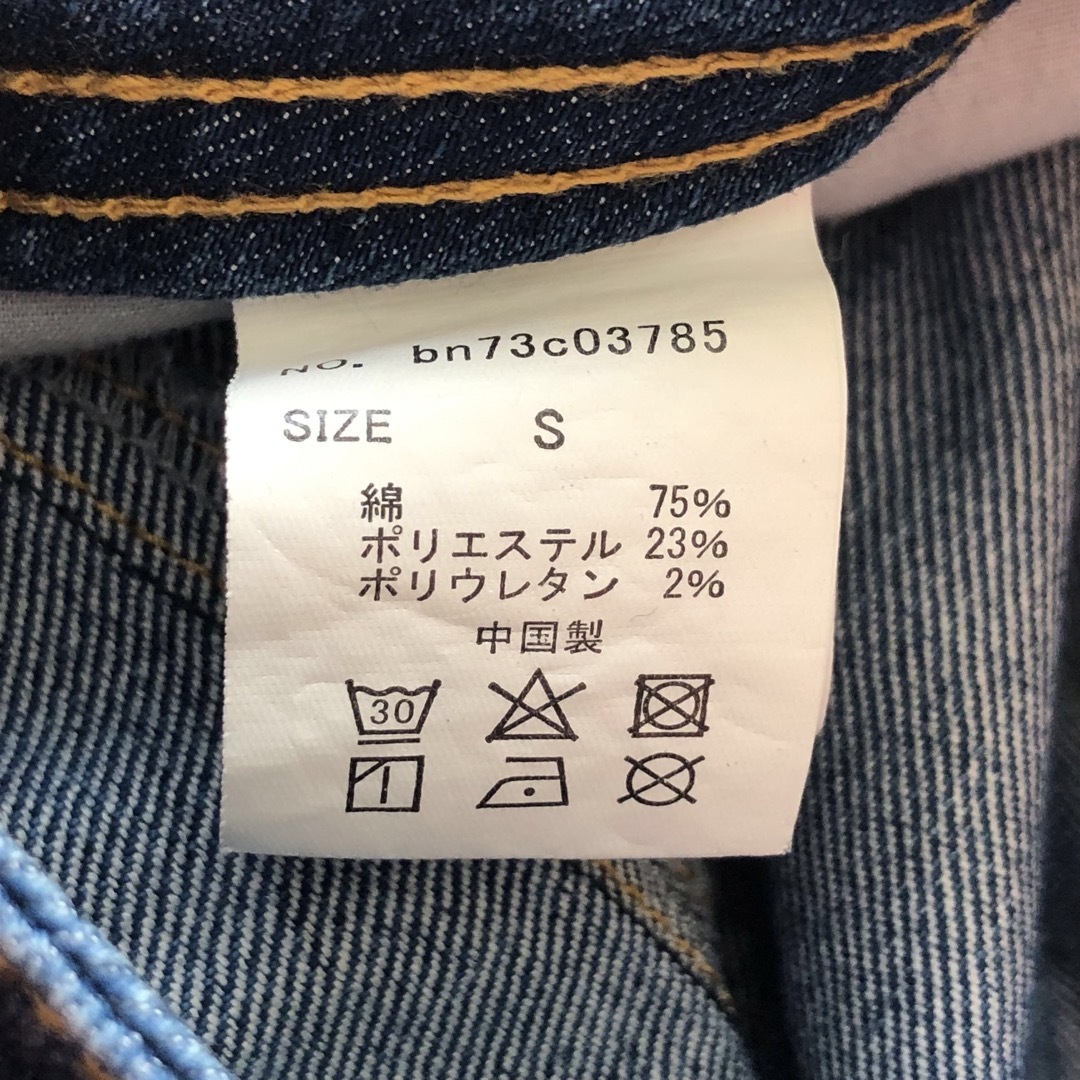 NO. bn73c03785
SIZE S
綿 75%
ポリエステル 23%
ポリウレタン 2%
中国製
30